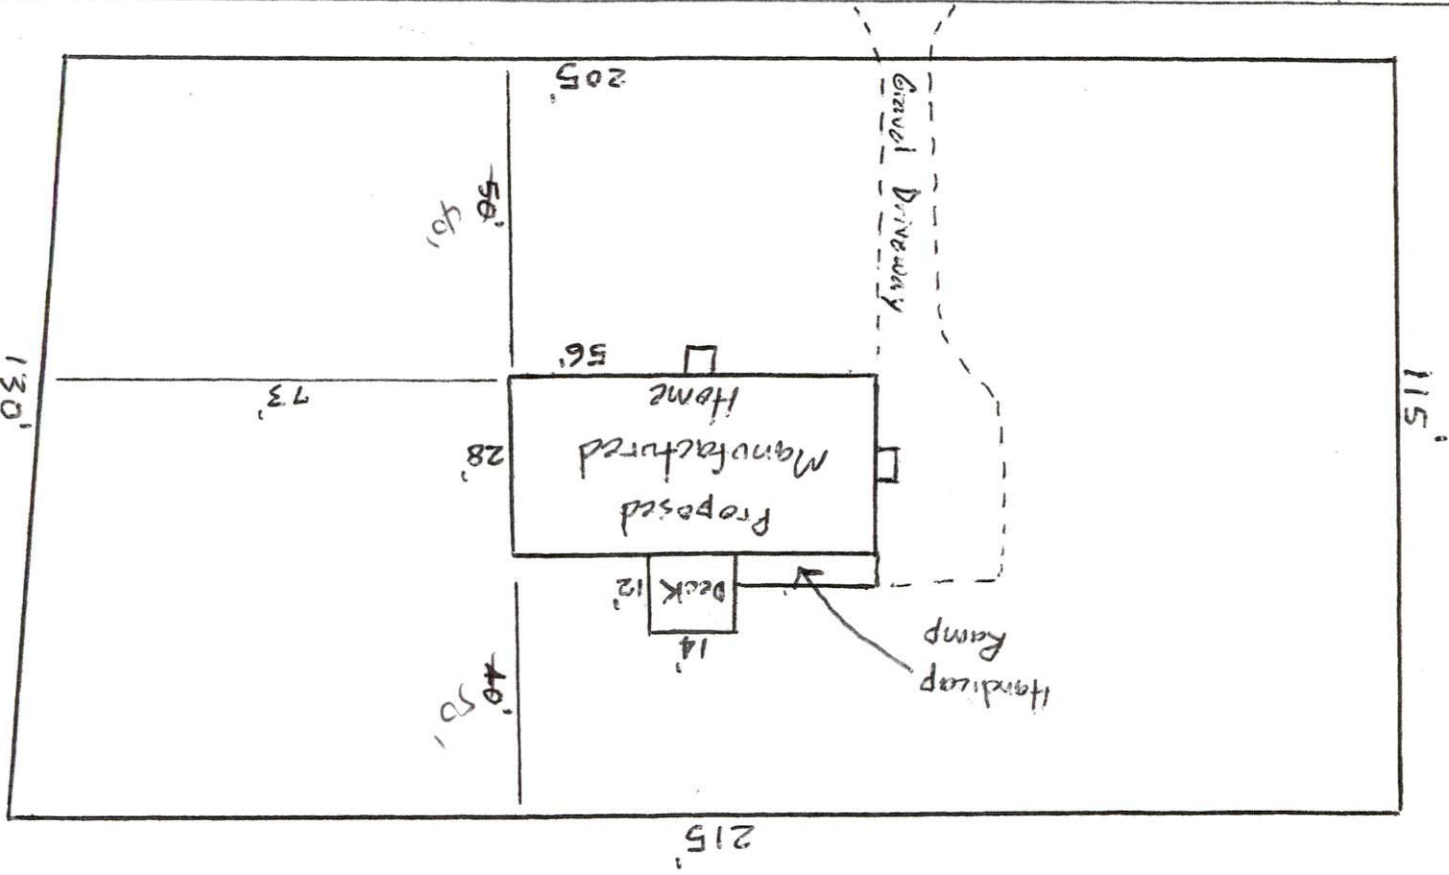 215'
Handicap
Ramp
14'
Deck
12'
40'
50'
Proposed
Manufactured
Home
28'
56'
73'
115'
130'
Gravel Driveway
50'
40'
205'